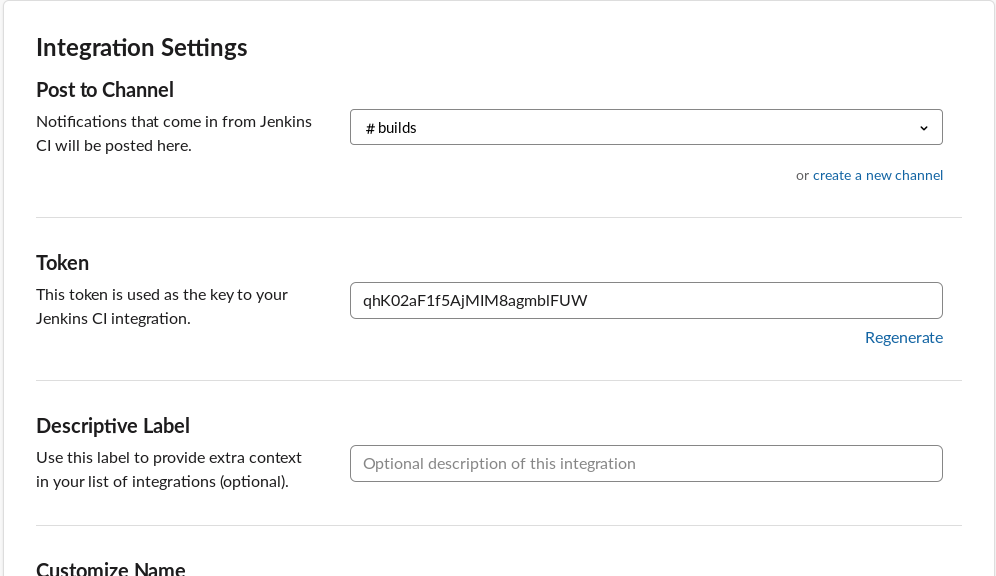 Integration Settings
Post to Channel
Notifications that come in from Jenkins
CI will be posted here.
# builds
or create a new channel
Token
This token is used as the key to your
Jenkins CI integration.
qhK02aF1f5AjMIM8agmblFUW
Regenerate
Descriptive Label
Use this label to provide extra context
in your list of integrations (optional).
Optional description of this integration
Customize Name